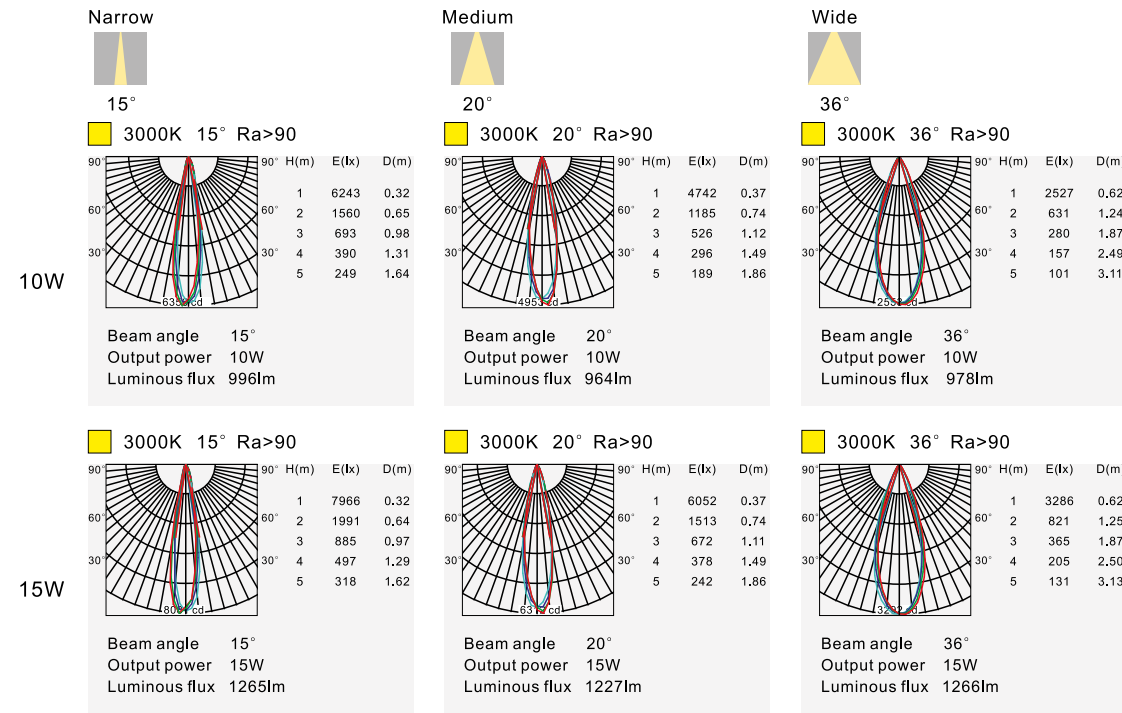 Narrow
15°
Medium
20°
Wide
36°
10W
3000K 15° Ra>90
90° 90° H(m) E(lx) D(m)
1 6243 0.32
60° 60° 2 1560 0.65
3 693 0.98
30° 30° 4 390 1.31
5 249 1.64
cd
Beam angle 15°
Output power 10W
Luminous flux 996lm
3000K 20° Ra>90
90° 90° H(m) E(lx) D(m)
1 4742 0.37
60° 60° 2 1185 0.74
3 526 1.12
30° 30° 4 296 1.49
5 189 1.86
4953 cd
Beam angle 20°
Output power 10W
Luminous flux 964lm
3000K 36° Ra>90
90° 90° H(m) E(lx) D(m)
1 2527 0.62
60° 60° 2 631 1.24
3 280 1.87
30° 30° 4 157 2.49
5 101 3.11
cd
Beam angle 36°
Output power 10W
Luminous flux 978lm
15W
3000K 15° Ra>90
90° 90° H(m) E(lx) D(m)
1 7966 0.32
60° 60° 2 1991 0.64
3 885 0.97
30° 30° 4 497 1.29
5 318 1.62
cd
Beam angle 15°
Output power 15W
Luminous flux 1265lm
3000K 20° Ra>90
90° 90° H(m) E(lx) D(m)
1 6052 0.37
60° 60° 2 1513 0.74
3 672 1.11
30° 30° 4 378 1.49
5 242 1.86
cd
Beam angle 20°
Output power 15W
Luminous flux 1227lm
3000K 36° Ra>90
90° 90° H(m) E(lx) D(m)
1 3286 0.62
60° 60° 2 821 1.25
3 365 1.87
30° 30° 4 205 2.50
5 131 3.13
cd
Beam angle 36°
Output power 15W
Luminous flux 1266lm